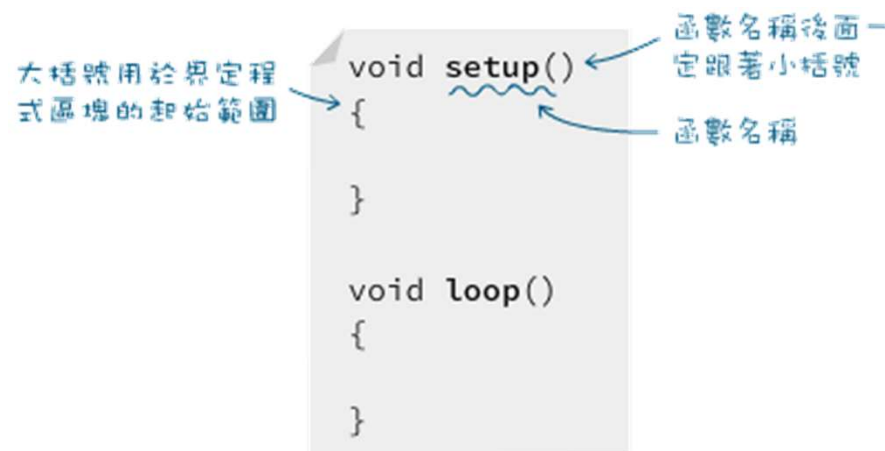 函數名稱後面一
定跟著小括號
void setup()
大括號用於界定程
式區塊的起始範圍
{
函數名稱
}
void loop()
{
}